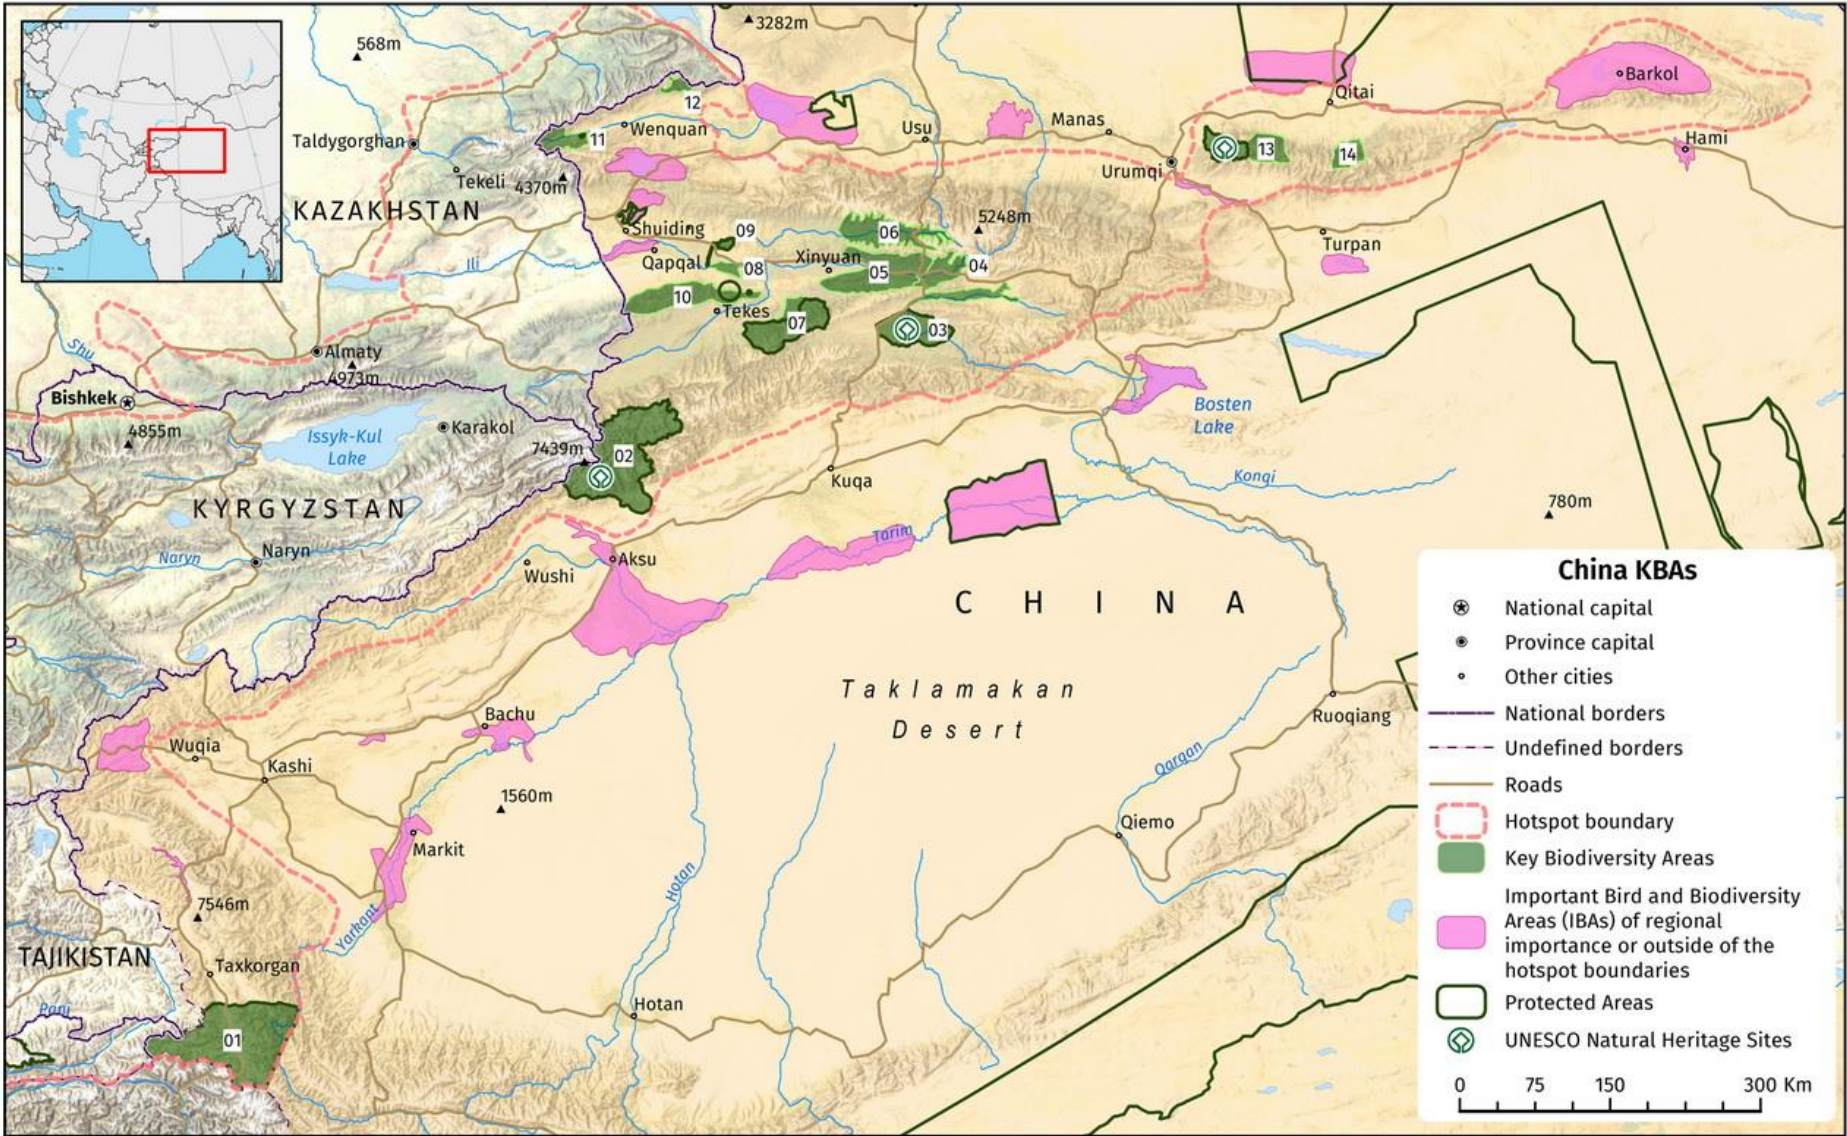 568m
3282m
Qitai
Barkol
12
Taldygorghan
11
Wenquan
Usu
Manas
Hami
Tekeli
4370m
Urumqi
13
14
KAZAKHSTAN
Shuiding
09
06
5248m
Turpan
Qapqal
Xinyuan
Ili
08
05
04
10
Tekes
07
03
Shu
Almaty
4973m
Bishkek
4855m
Issyk-Kul
Lake
Karakol
7439m
02
Bosten
Lake
Kuqa
Konqi
KYRGYZSTAN
780m
Tarim
Naryn
Naryn
Aksu
Wushi
CHINA
Taklamakan
Desert
Bachu
Ruoqiang
Wuqia
Kashi
Qarqan
1560m
Qiemo
Markit
Hotan
7546m
Yarkant
TAJIKISTAN
Taxkorgan
Panj
Hotan
01
China KBAs
National capital
Province capital
Other cities
National borders
Undefined borders
Roads
Hotspot boundary
Key Biodiversity Areas
Important Bird and Biodiversity
Areas (IBAs) of regional
importance or outside of the
hotspot boundaries
Protected Areas
UNESCO Natural Heritage Sites
0 75 150 300 Km